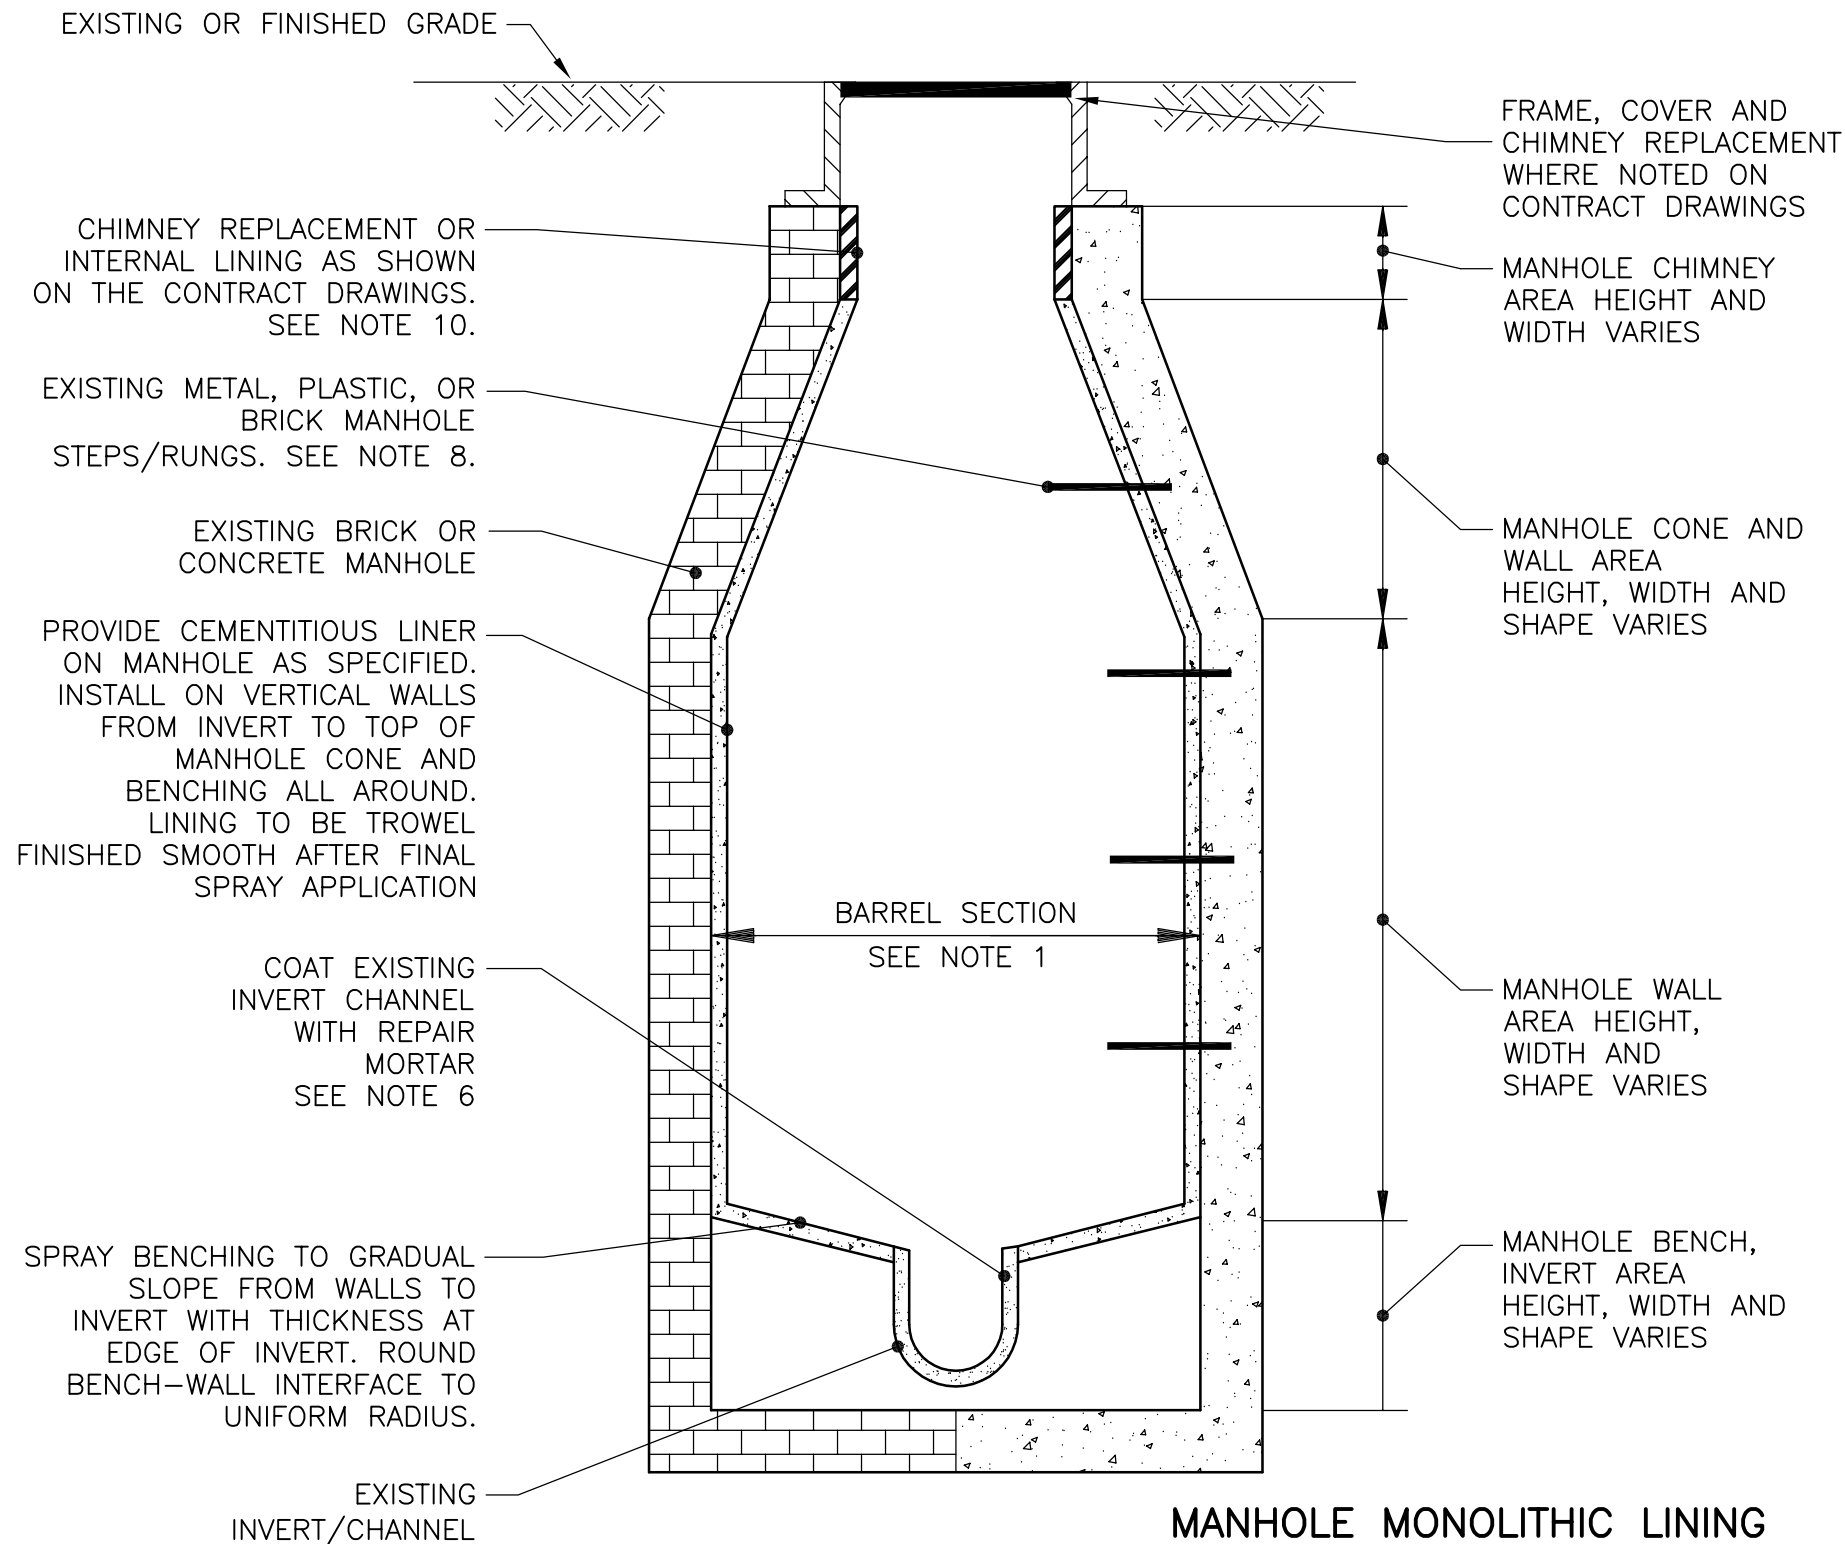 EXISTING OR FINISHED GRADE
FRAME, COVER AND
CHIMNEY REPLACEMENT
WHERE NOTED ON
CONTRACT DRAWINGS
CHIMNEY REPLACEMENT OR
INTERNAL LINING AS SHOWN
ON THE CONTRACT DRAWINGS.
SEE NOTE 10.
MANHOLE CHIMNEY
AREA HEIGHT AND
WIDTH VARIES
EXISTING METAL, PLASTIC, OR
BRICK MANHOLE
STEPS/RUNGS. SEE NOTE 8.
EXISTING BRICK OR
CONCRETE MANHOLE
MANHOLE CONE AND
WALL AREA
HEIGHT, WIDTH AND
SHAPE VARIES
PROVIDE CEMENTITIOUS LINER
ON MANHOLE AS SPECIFIED.
INSTALL ON VERTICAL WALLS
FROM INVERT TO TOP OF
MANHOLE CONE AND
BENCHING ALL AROUND.
LINING TO BE TROWEL
FINISHED SMOOTH AFTER FINAL
SPRAY APPLICATION
BARREL SECTION
SEE NOTE 1
COAT EXISTING
INVERT CHANNEL
WITH REPAIR
MORTAR
SEE NOTE 6
MANHOLE WALL
AREA HEIGHT,
WIDTH AND
SHAPE VARIES
SPRAY BENCHING TO GRADUAL
SLOPE FROM WALLS TO
INVERT WITH THICKNESS AT
EDGE OF INVERT. ROUND
BENCH-WALL INTERFACE TO
UNIFORM RADIUS.
MANHOLE BENCH,
INVERT AREA
HEIGHT, WIDTH AND
SHAPE VARIES
EXISTING
INVERT/CHANNEL
MANHOLE MONOLITHIC LINING